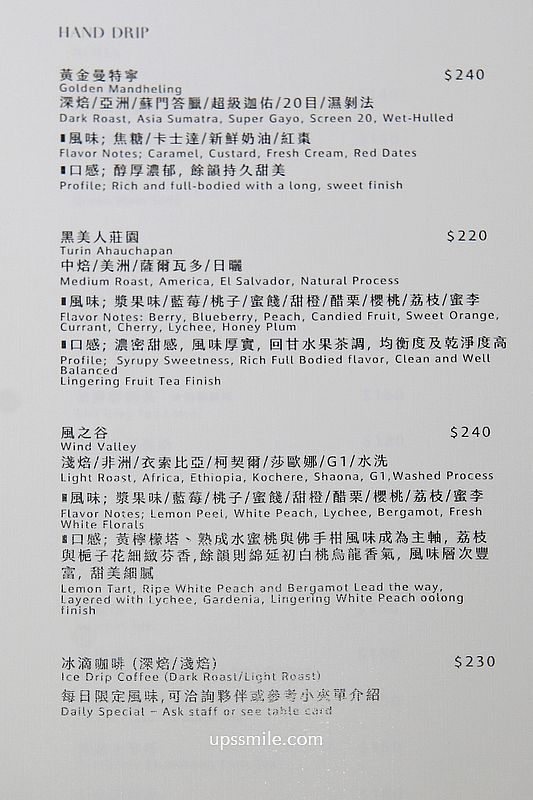 HAND DRIP
黃金曼特寧 $240
Golden Mandheling
深焙/亞洲/蘇門答臘/超級迦佑/20目/濕剝法
Dark Roast, Asia Sumatra, Super Gayo, Screen 20, Wet-Hulled
▮風味; 焦糖/卡士達/新鮮奶油/紅棗
Flavor Notes; Caramel, Custard, Fresh Cream, Red Dates
▮口感; 醇厚濃郁, 餘韻持久甜美
Profile; Rich and full-bodied with a long, sweet finish
黑美人莊園 $220
Turin Ahauchapan
中焙/美洲/薩爾瓦多/日曬
Medium Roast, America, El Salvador, Natural Process
▮風味; 漿果味/藍莓/桃子/蜜餞/甜橙/醋栗/櫻桃/荔枝/蜜李
Flavor Notes: Berry, Blueberry, Peach, Candied Fruit, Sweet Orange,
Currant, Cherry, Lychee, Honey Plum
▮口感; 濃密甜感, 風味厚實, 回甘水果茶調, 均衡度及乾淨度高
Profile; Syrupy Sweetness, Rich Full Bodied flavor, Clean and Well
Balanced
Lingering Fruit Tea Finish
風之谷 $240
Wind Valley
淺焙/非洲/衣索比亞/柯契爾/莎歐娜/G1/水洗
Light Roast, Africa, Ethiopia, Kochere, Shaona, G1,Washed Process
▮風味; 漿果味/藍莓/桃子/蜜餞/甜橙/醋栗/櫻桃/荔枝/蜜李
Flavor Notes; Lemon Peel, White Peach, Lychee, Bergamot, Fresh
White Florals
▮口感; 黃檸檬塔、熟成水蜜桃與佛手柑風味成為主軸, 荔枝
與梔子花細緻芬香,餘韻則綿延初白桃烏龍香氣, 風味層次豐
富, 甜美細膩
Lemon Tart, Ripe White Peach and Bergamot Lead the way,
Layered with Lychee, Gardenia, Lingering White Peach oolong
finish
冰滴咖啡 (深焙/淺焙) $230
Ice Drip Coffee (Dark Roast/Light Roast)
每日限定風味,可洽詢夥伴或參考小夾單介紹
Daily Special – Ask staff or see table card
upssmile.com